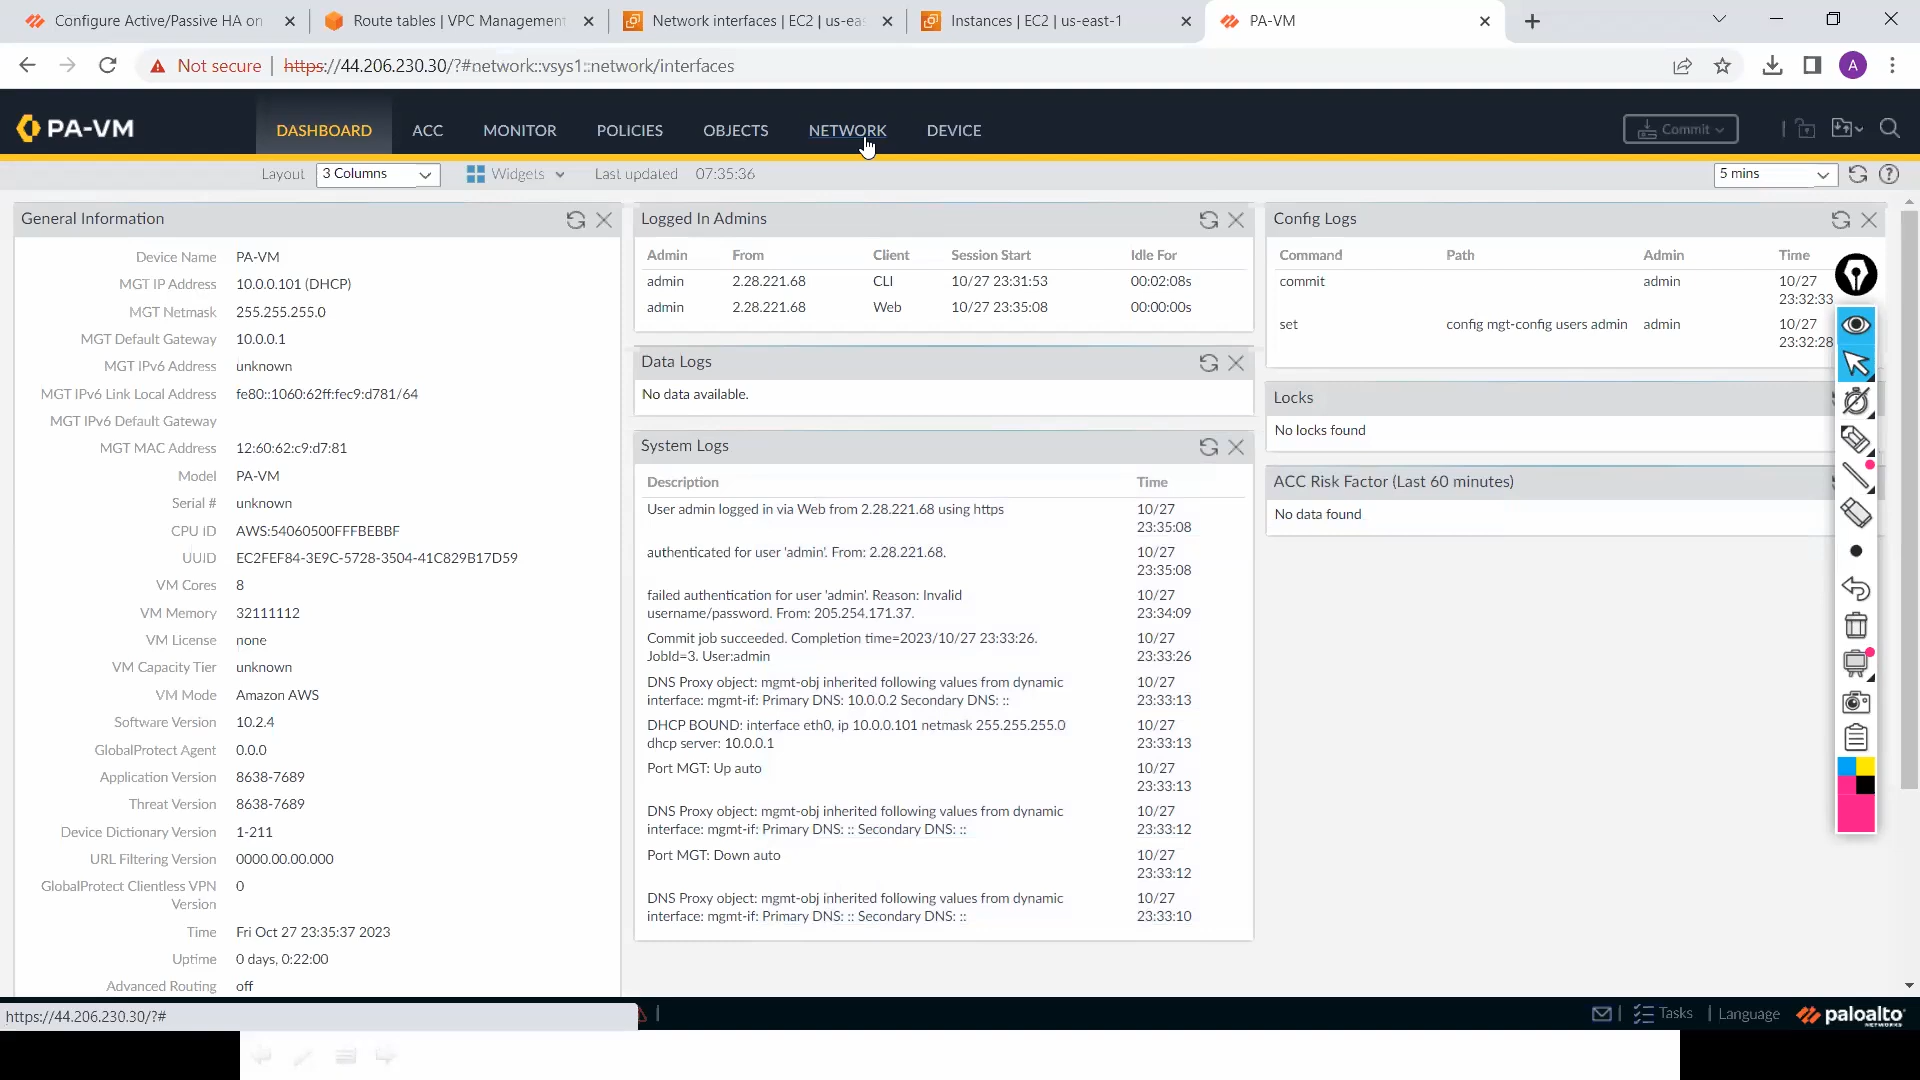 Configure Active/Passive HA on
Route tables | VPC Management
Network interfaces | EC2 | us-eas
Instances | EC2 | us-east-1
PA-VM
Not secure
https://44.206.230.30/?#network::vsys1::network/interfaces
A
PA-VM
DASHBOARD
ACC
MONITOR
POLICIES
OBJECTS
NETWORK
DEVICE
Commit
Layout
3 Columns
Widgets
Last updated
07:35:36
5 mins
General Information
Device Name PA-VM
MGT IP Address 10.0.0.101 (DHCP)
MGT Netmask 255.255.255.0
MGT Default Gateway 10.0.0.1
MGT IPv6 Address unknown
MGT IPv6 Link Local Address fe80::1060:62ff:fec9:d781/64
MGT IPv6 Default Gateway
MGT MAC Address 12:60:62:c9:d7:81
Model PA-VM
Serial # unknown
CPU ID AWS:54060500FFFBEBBF
UUID EC2FEF84-3E9C-5728-3504-41C829B17D59
VM Cores 8
VM Memory 32111112
VM License none
VM Capacity Tier unknown
VM Mode Amazon AWS
Software Version 10.2.4
GlobalProtect Agent 0.0.0
Application Version 8638-7689
Threat Version 8638-7689
Device Dictionary Version 1-211
URL Filtering Version 0000.00.00.000
GlobalProtect Clientless VPN 0
Version
Time Fri Oct 27 23:35:37 2023
Uptime 0 days, 0:22:00
Advanced Routing off
Logged In Admins
Admin From Client Session Start Idle For
admin 2.28.221.68 CLI 10/27 23:31:53 00:02:08s
admin 2.28.221.68 Web 10/27 23:35:08 00:00:00s
Data Logs
No data available.
System Logs
Description Time
User admin logged in via Web from 2.28.221.68 using https 10/27
23:35:08
authenticated for user 'admin'. From: 2.28.221.68. 10/27
23:35:08
failed authentication for user 'admin'. Reason: Invalid 10/27
username/password. From: 205.254.171.37. 23:34:09
Commit job succeeded. Completion time=2023/10/27 23:33:26. 10/27
JobId=3. User:admin 23:33:26
DNS Proxy object: mgmt-obj inherited following values from dynamic 10/27
interface: mgmt-if: Primary DNS: 10.0.0.2 Secondary DNS: :: 23:33:13
DHCP BOUND: interface eth0, ip 10.0.0.101 netmask 255.255.255.0 10/27
dhcp server: 10.0.0.1 23:33:13
Port MGT: Up auto 10/27
23:33:13
DNS Proxy object: mgmt-obj inherited following values from dynamic 10/27
interface: mgmt-if: Primary DNS: :: Secondary DNS: :: 23:33:12
Port MGT: Down auto 10/27
23:33:12
DNS Proxy object: mgmt-obj inherited following values from dynamic 10/27
interface: mgmt-if: Primary DNS: :: Secondary DNS: :: 23:33:10
Config Logs
Command Path Admin Time
commit admin 10/27
23:32:33
set config mgt-config users admin admin 10/27
23:32:28
Locks
No locks found
ACC Risk Factor (Last 60 minutes)
No data found
https://44.206.230.30/?#
Tasks
Language
paloalto
NETWORKS